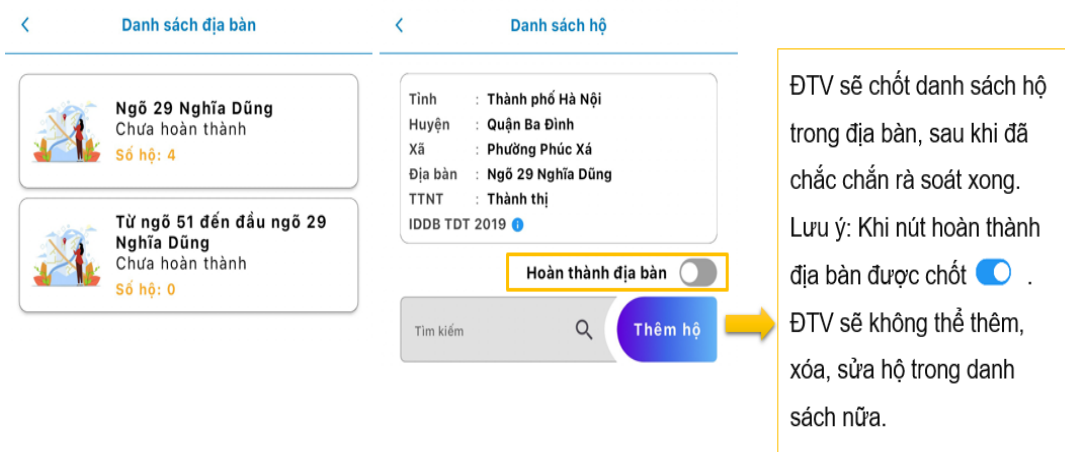 Danh sách địa bàn
Ngõ 29 Nghĩa Dũng
Chưa hoàn thành
Số hộ: 4
Từ ngõ 51 đến đầu ngõ 29
Nghĩa Dũng
Chưa hoàn thành
Số hộ: 0
Danh sách hộ
Tỉnh : Thành phố Hà Nội
Huyện : Quận Ba Đình
Xã : Phường Phúc Xá
Địa bàn : Ngõ 29 Nghĩa Dũng
TTNT : Thành thị
IDDB TDT 2019
Hoàn thành địa bàn
Tìm kiếm
Thêm hộ
ĐTV sẽ chốt danh sách hộ
trong địa bàn, sau khi đã
chắc chắn rà soát xong.
Lưu ý: Khi nút hoàn thành
địa bàn được chốt .
ĐTV sẽ không thể thêm,
xóa, sửa hộ trong danh
sách nữa.